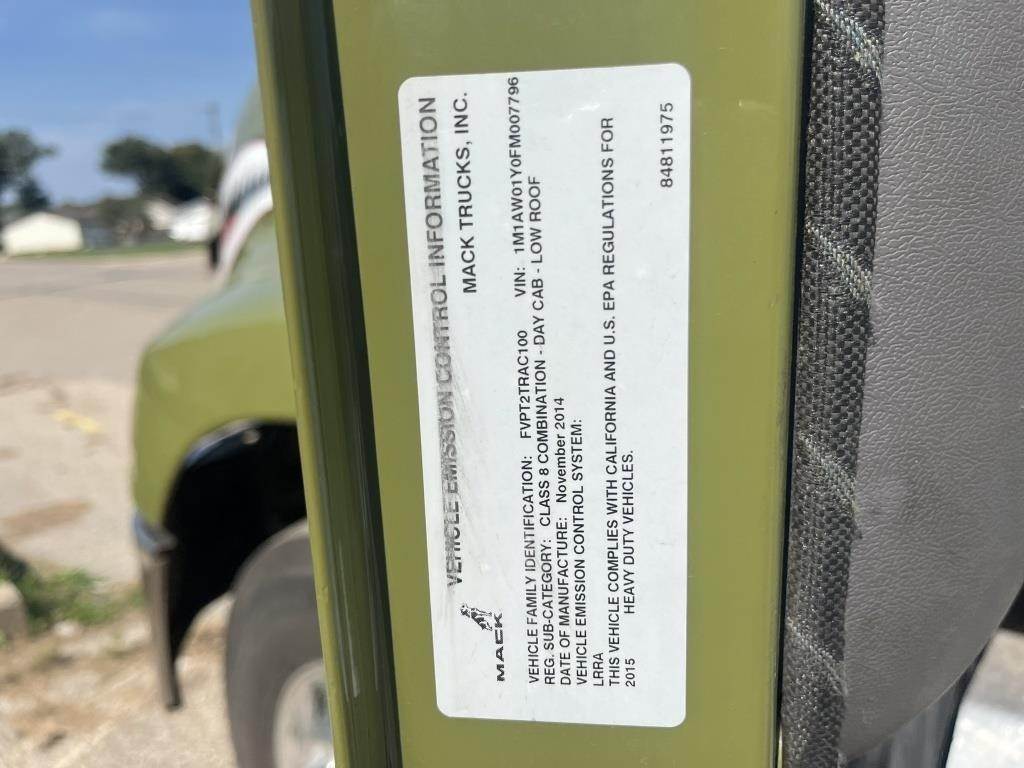 VEHICLE EMISSION CONTROL INFORMATION
MACK TRUCKS, INC.
MACK
VEHICLE FAMILY IDENTIFICATION: FVPT2TRAC100 VIN: 1M1AW01Y0FM007796
REG. SUB-CATEGORY: CLASS 8 COMBINATION - DAY CAB - LOW ROOF
DATE OF MANUFACTURE: November 2014
VEHICLE EMISSION CONTROL SYSTEM:
LRRA
THIS VEHICLE COMPLIES WITH CALIFORNIA AND U.S. EPA REGULATIONS FOR
2015 HEAVY DUTY VEHICLES.
84811975